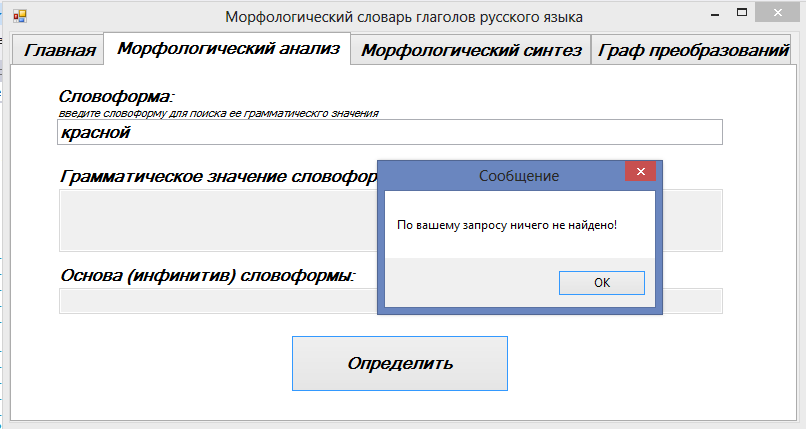 Морфологический словарь глаголов русского языка
Главная Морфологический анализ Морфологический синтез Граф преобразований
Словоформа:
введите словоформу для поиска ее грамматическго значения
красной
Сообщение
Грамматическое значение словофор
По вашему запросу ничего не найдено!
Основа (инфинитив) словоформы:
OK
Определить